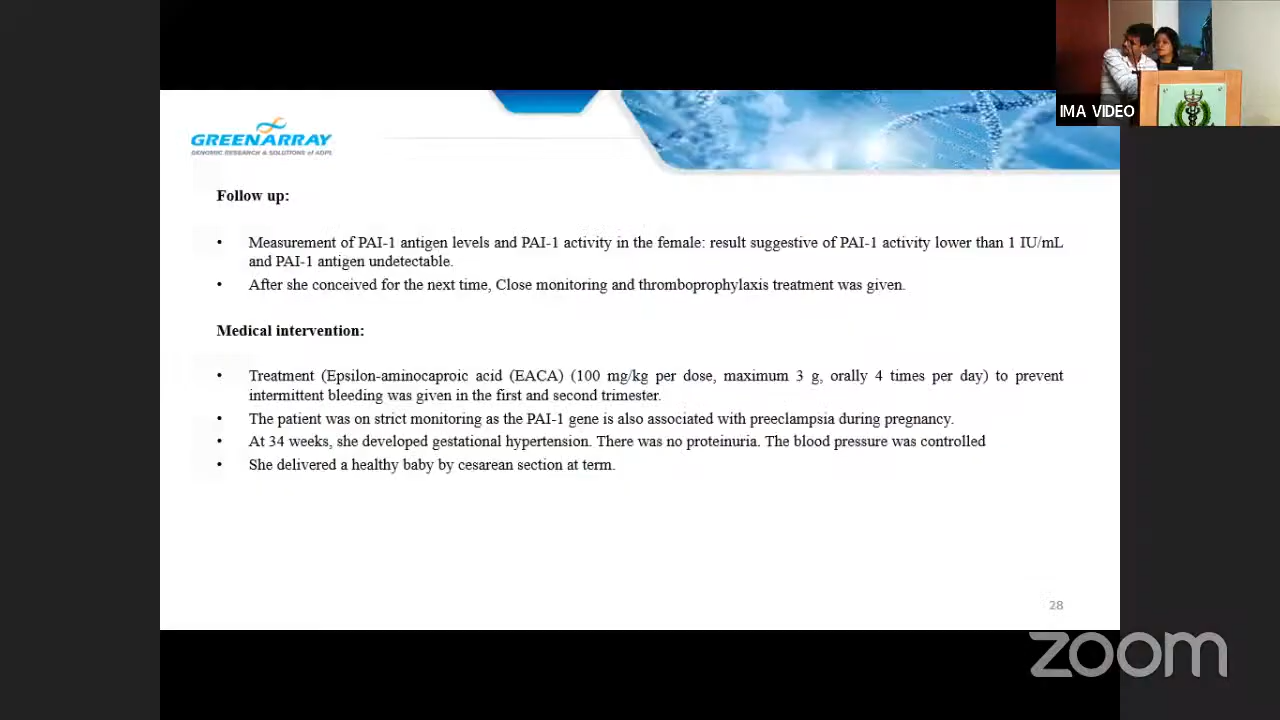 IMA VIDEO
GREENARRAY
GENOMIC RESEARCH & SOLUTIONS of ADPL
Follow up:
• Measurement of PAI-1 antigen levels and PAI-1 activity in the female: result suggestive of PAI-1 activity lower than 1 IU/mL
and PAI-1 antigen undetectable.
• After she conceived for the next time, Close monitoring and thromboprophylaxis treatment was given.
Medical intervention:
• Treatment (Epsilon-aminocaproic acid (EACA) (100 mg/kg per dose, maximum 3 g, orally 4 times per day) to prevent
intermittent bleeding was given in the first and second trimester.
• The patient was on strict monitoring as the PAI-1 gene is also associated with preeclampsia during pregnancy.
• At 34 weeks, she developed gestational hypertension. There was no proteinuria. The blood pressure was controlled
• She delivered a healthy baby by cesarean section at term.
28
zoom